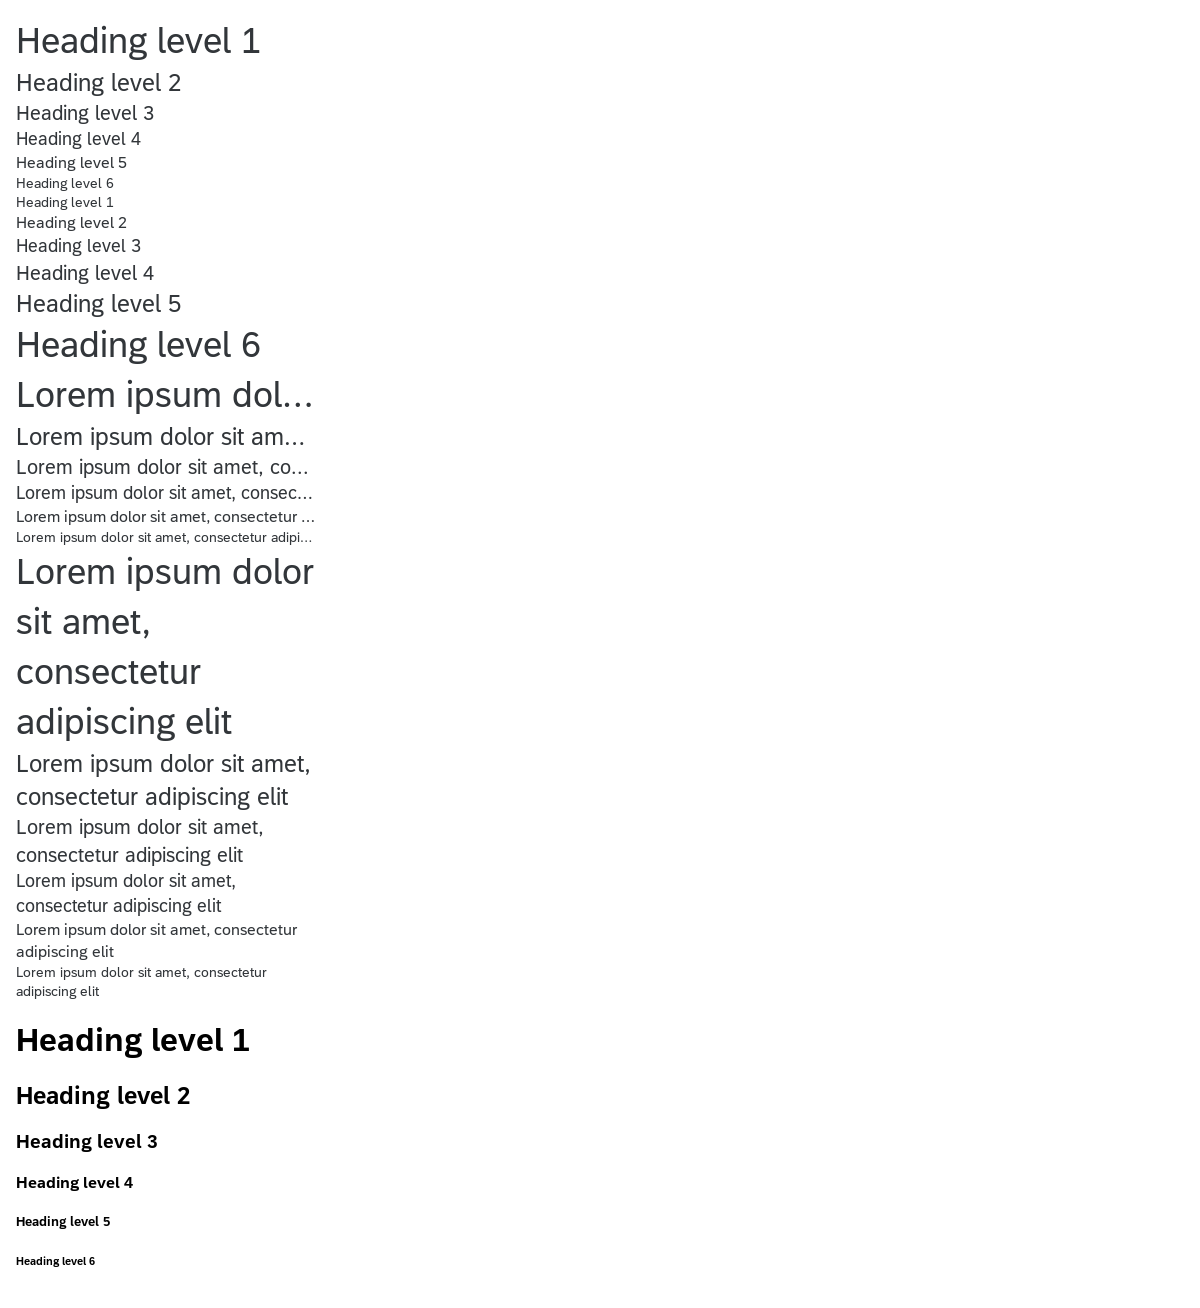 Heading level 1
Heading level 2
Heading level 3
Heading level 4
Heading level 5
Heading level 6
Heading level 1
Heading level 2
Heading level 3
Heading level 4
Heading level 5
Heading level 6
Lorem ipsum dol...
Lorem ipsum dolor sit am...
Lorem ipsum dolor sit amet, co...
Lorem ipsum dolor sit amet, consec...
Lorem ipsum dolor sit amet, consectetur ...
Lorem ipsum dolor sit amet, consectetur adipi...
Lorem ipsum dolor
sit amet,
consectetur
adipiscing elit
Lorem ipsum dolor sit amet,
consectetur adipiscing elit
Lorem ipsum dolor sit amet,
consectetur adipiscing elit
Lorem ipsum dolor sit amet,
consectetur adipiscing elit
Lorem ipsum dolor sit amet, consectetur
adipiscing elit
Lorem ipsum dolor sit amet, consectetur
adipiscing elit
Heading level 1
Heading level 2
Heading level 3
Heading level 4
Heading level 5
Heading level 6